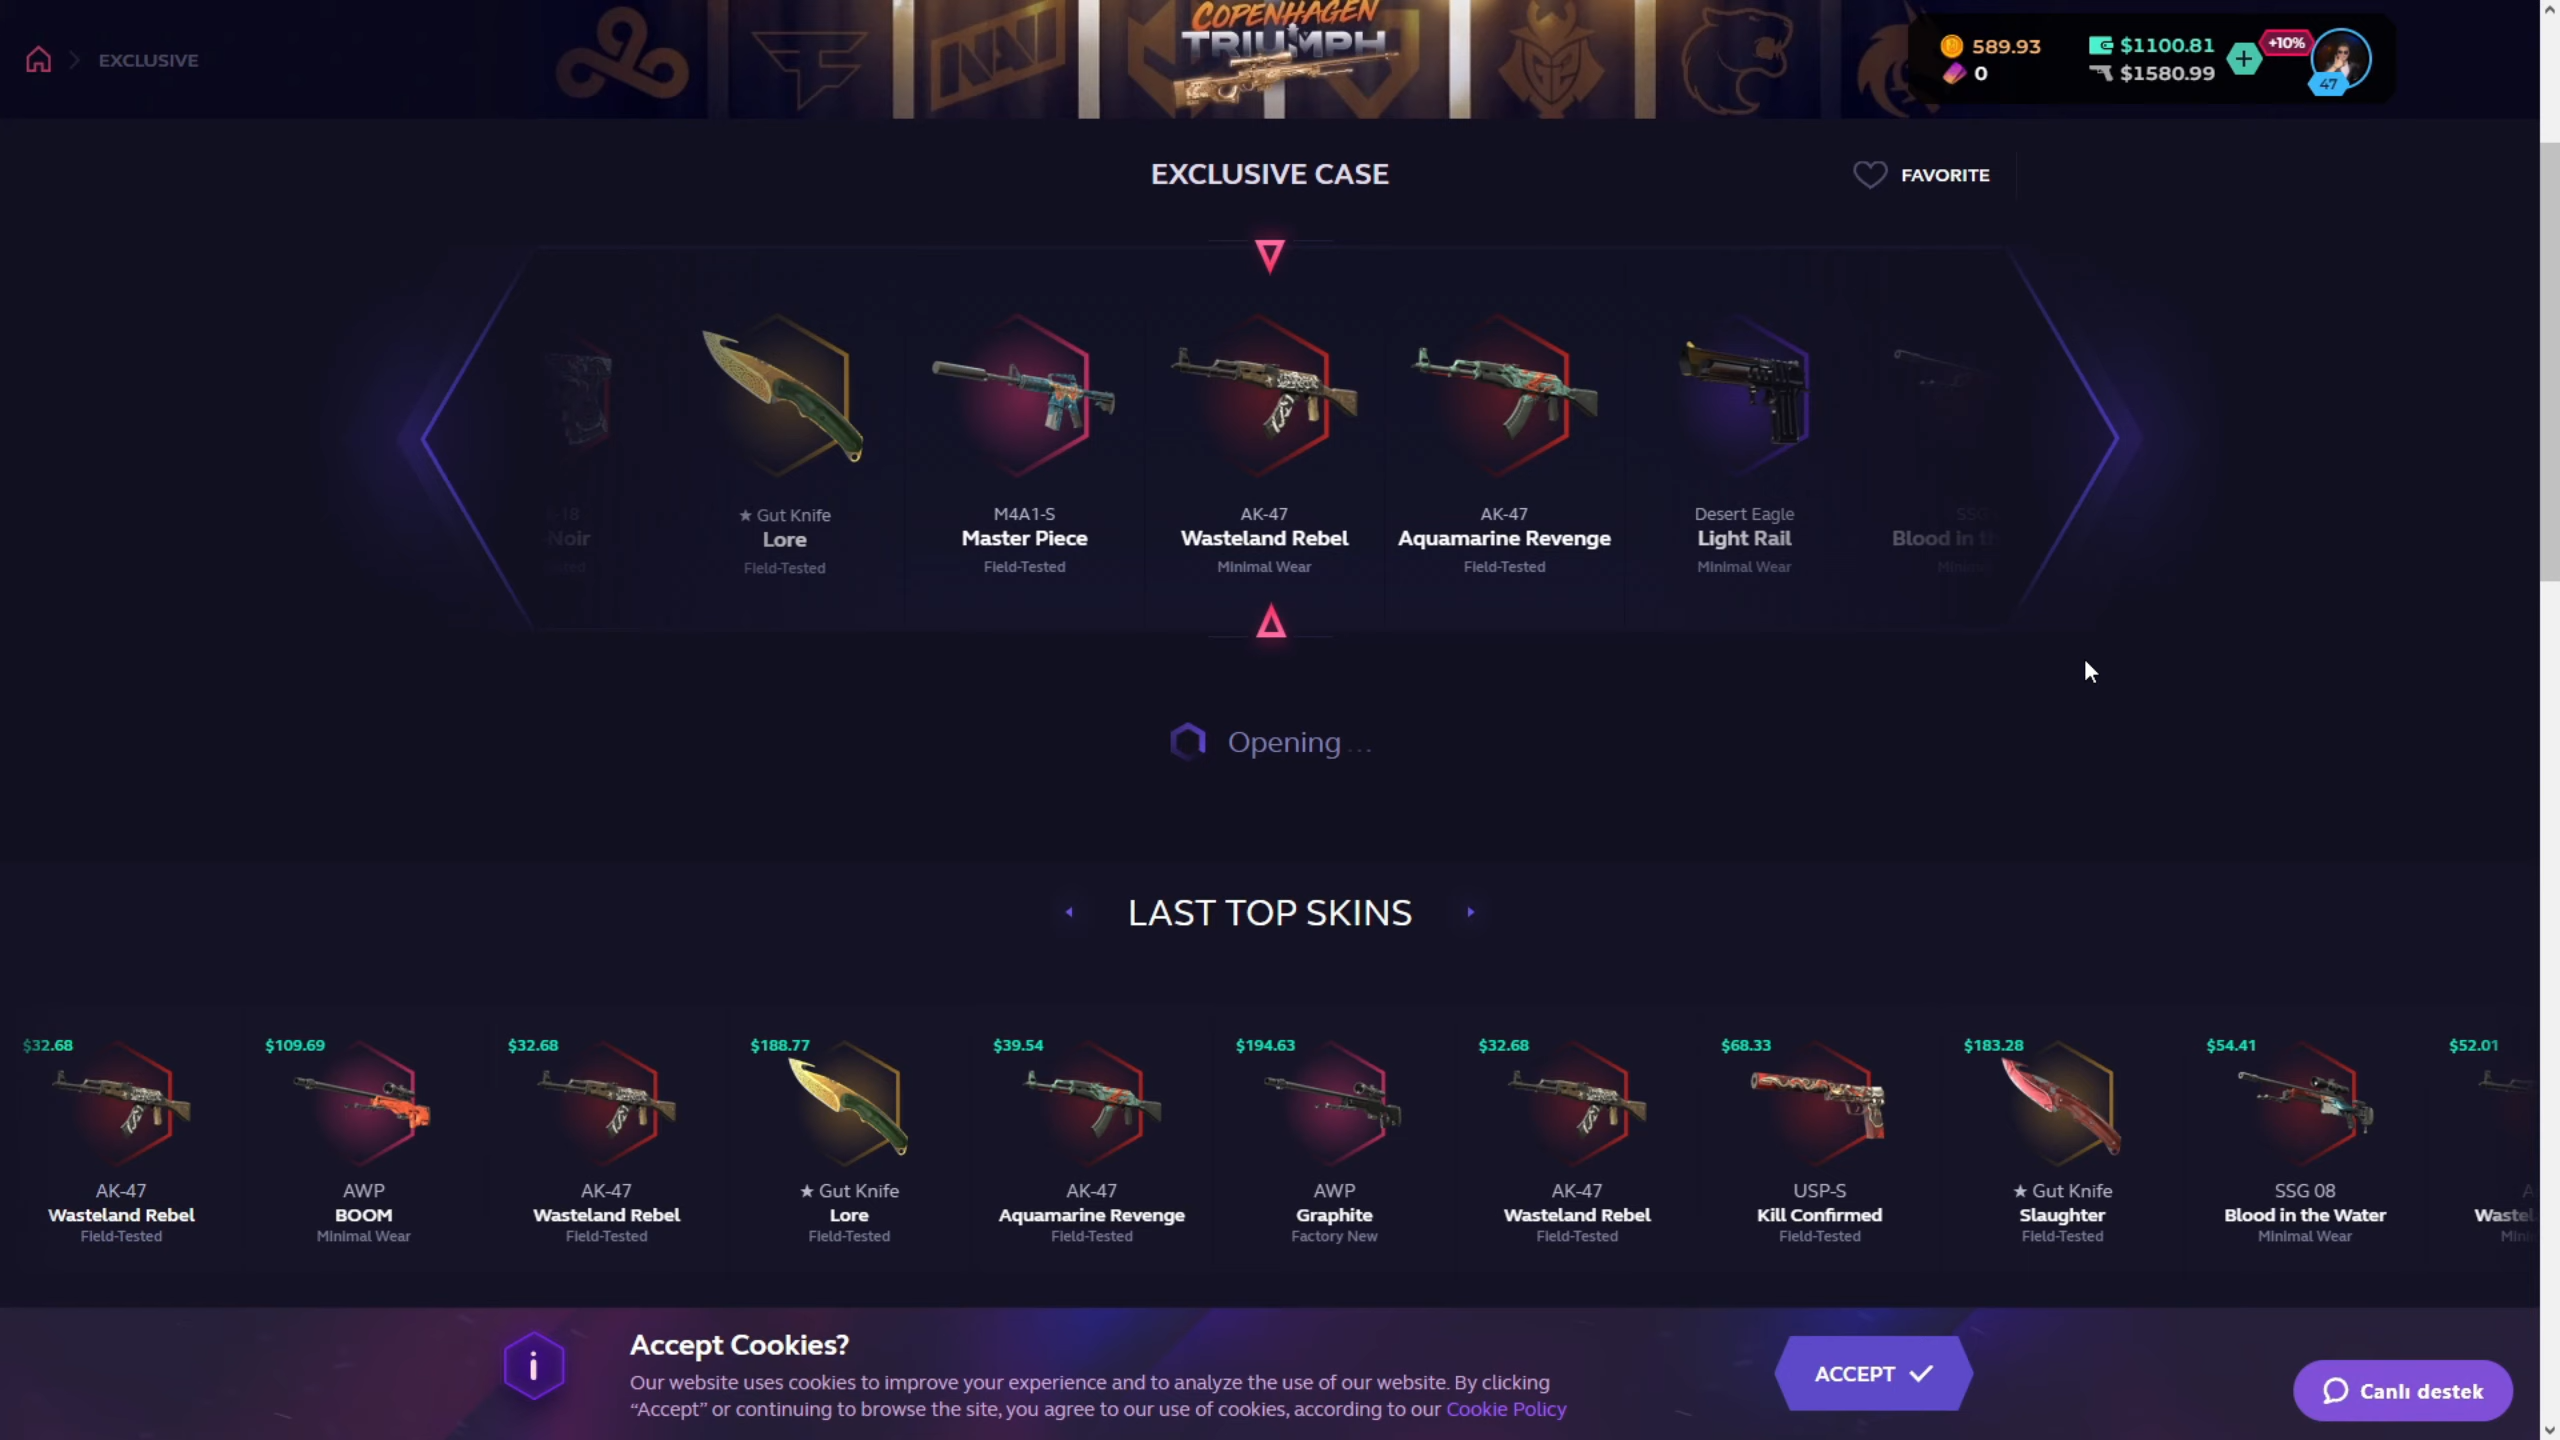 COPENHAGEN
TRIUMPH
EXCLUSIVE
589.93
0
$1100.81
$1580.99
+10%
47
EXCLUSIVE CASE
FAVORITE
Noir
★ Gut Knife
Lore
Field-Tested
M4A1-S
Master Piece
Field-Tested
AK-47
Wasteland Rebel
Minimal Wear
AK-47
Aquamarine Revenge
Field-Tested
Desert Eagle
Light Rail
Minimal Wear
SSG
Blood in th
Opening ...
LAST TOP SKINS
$32.68
AK-47
Wasteland Rebel
Field-Tested
$109.69
AWP
BOOM
Minimal Wear
$32.68
AK-47
Wasteland Rebel
Field-Tested
$188.77
★ Gut Knife
Lore
Field-Tested
$39.54
AK-47
Aquamarine Revenge
Field-Tested
$194.63
AWP
Graphite
Factory New
$32.68
AK-47
Wasteland Rebel
Field-Tested
$68.33
USP-S
Kill Confirmed
Field-Tested
$183.28
★ Gut Knife
Slaughter
Field-Tested
$54.41
SSG 08
Blood in the Water
Minimal Wear
$52.01
A
Wastel
Mini
Accept Cookies?
Our website uses cookies to improve your experience and to analyze the use of our website. By clicking
“Accept” or continuing to browse the site, you agree to our use of cookies, according to our Cookie Policy
ACCEPT
Canlı destek